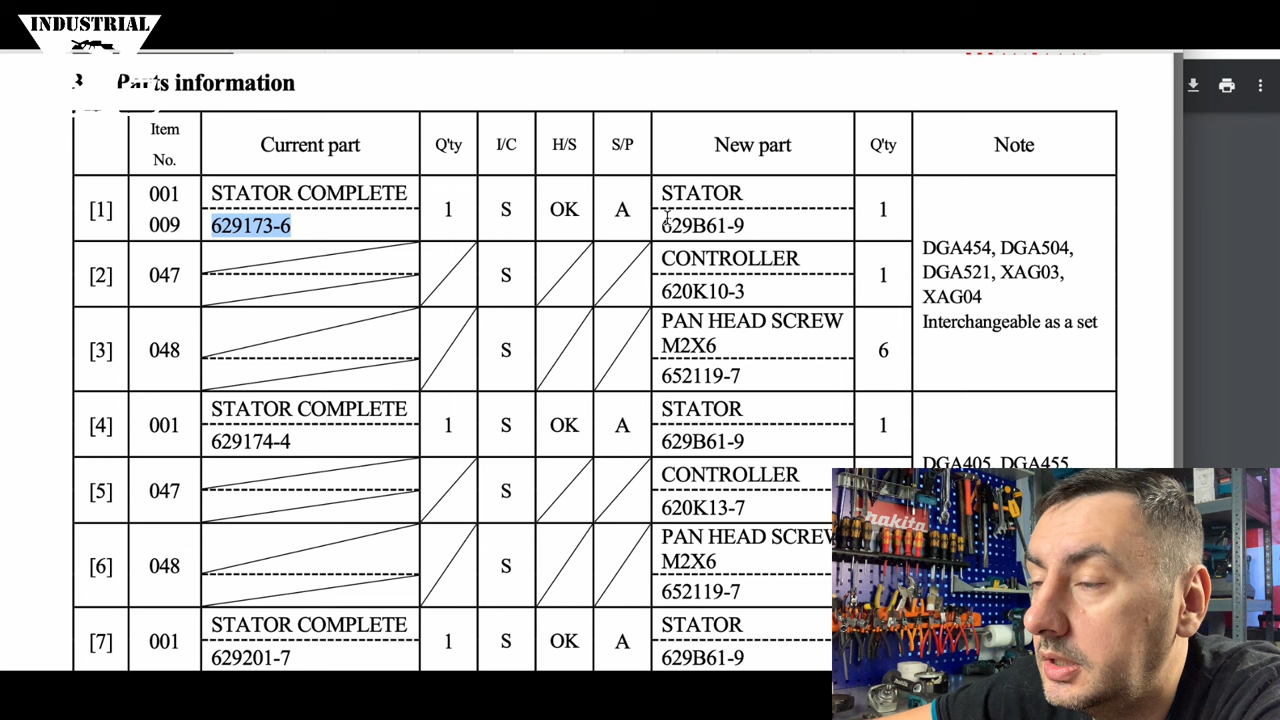 INDUSTRIAL
Parts information
Item No. Current part Q'ty I/C H/S S/P New part Q'ty Note
[1] 001 009 STATOR COMPLETE 629173-6 1 S OK A STATOR 629B61-9 1
DGA454, DGA504,
DGA521, XAG03,
XAG04
Interchangeable as a set
[2] 047 S CONTROLLER 620K10-3 1
[3] 048 S PAN HEAD SCREW M2X6 652119-7 6
[4] 001 STATOR COMPLETE 629174-4 1 S OK A STATOR 629B61-9 1
DGA405, DGA455
[5] 047 S CONTROLLER 620K13-7
[6] 048 S PAN HEAD SCREW M2X6 652119-7
[7] 001 STATOR COMPLETE 629201-7 1 S OK A STATOR 629B61-9
makita